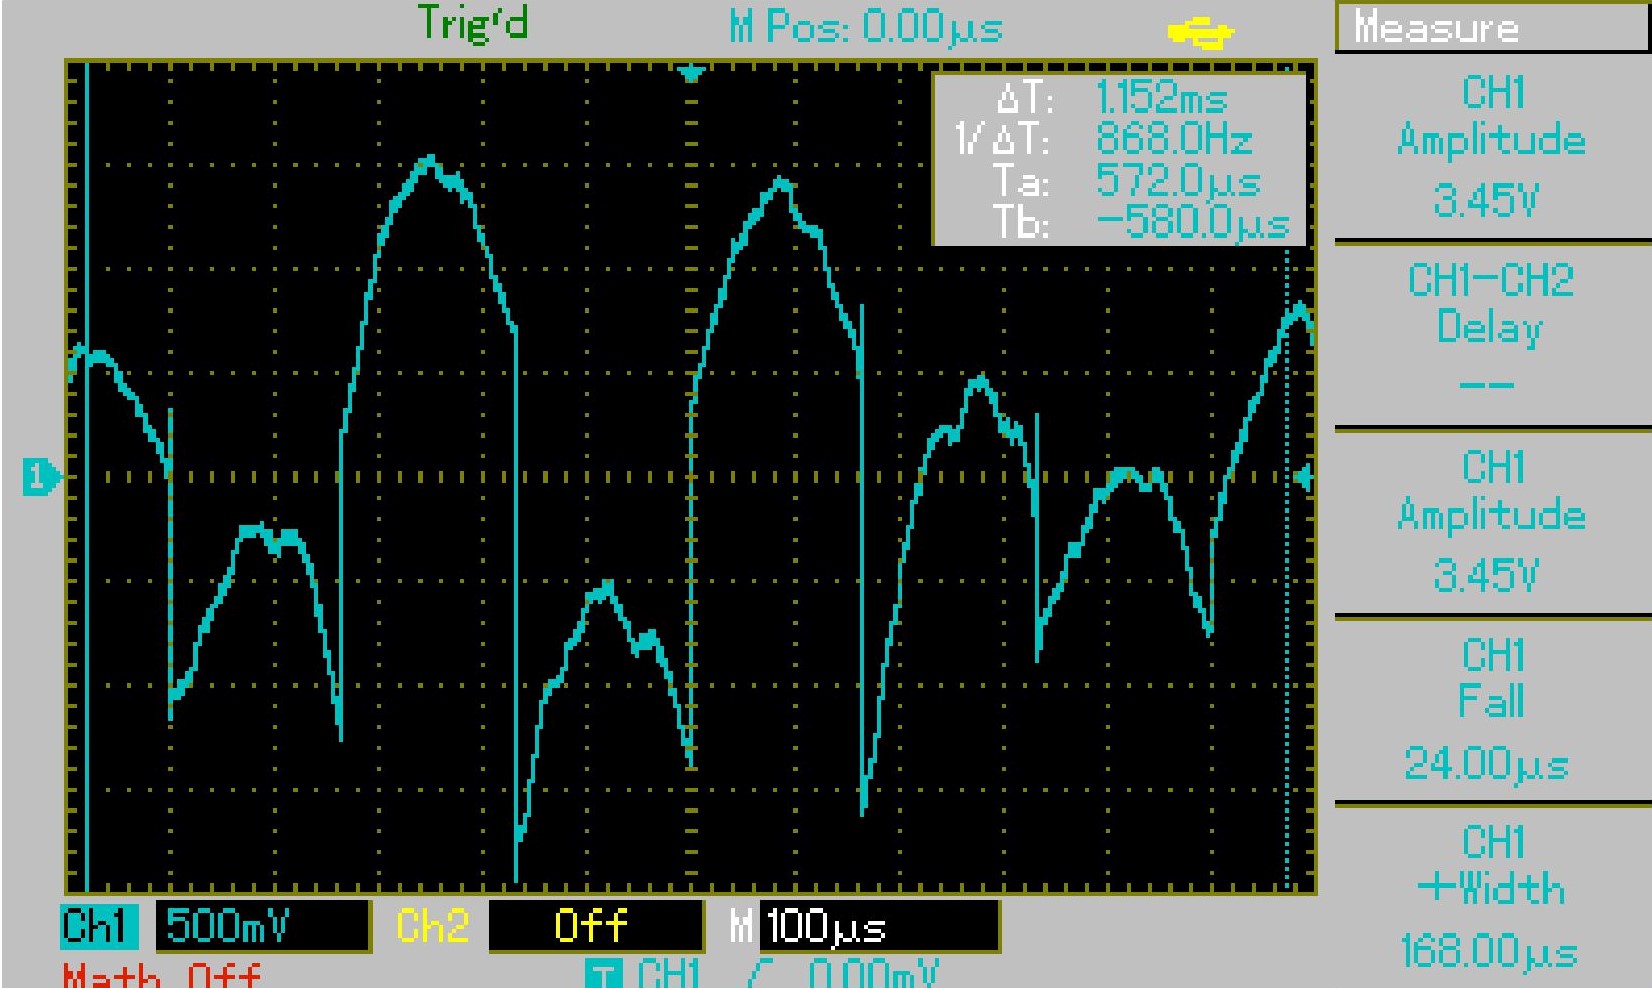 Trig'd
M Pos: 0.00μs
Measure
ΔT: 1.152ms
1/ΔT: 868.0Hz
Ta: 572.0μs
Tb: -580.0μs
CH1
Amplitude
3.45V
CH1-CH2
Delay
--
CH1
Amplitude
3.45V
CH1
Fall
24.00μs
CH1
+Width
168.00μs
1
Ch1 500mV Ch2 Off M 100μs
Math Off T CH1 / 0.00mV